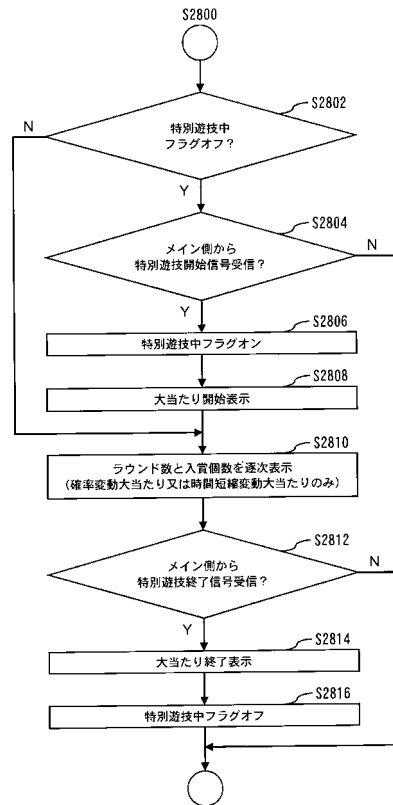 S2800
S2802
N
特別遊技中
フラグオフ？
Y
S2804
メイン側から
特別遊技開始信号受信？
N
Y
S2806
特別遊技中フラグオン
S2808
大当たり開始表示
S2810
ラウンド数と入賞個数を逐次表示
（確率変動大当たり又は時間短縮変動大当たりのみ）
S2812
メイン側から
特別遊技終了信号受信？
N
Y
S2814
大当たり終了表示
S2816
特別遊技中フラグオフ